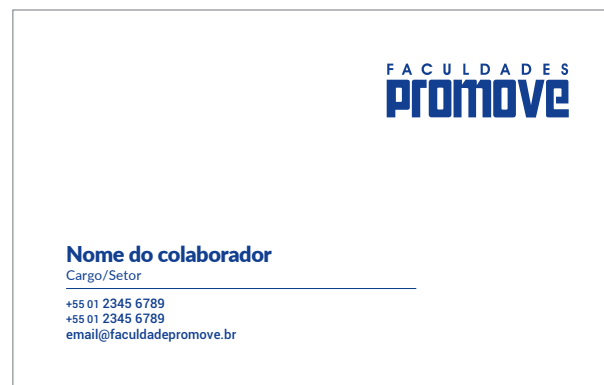 FACULDADES
promove
Nome do colaborador
Cargo/Setor
+55 01 2345 6789
+55 01 2345 6789
email@faculdadepromove.br